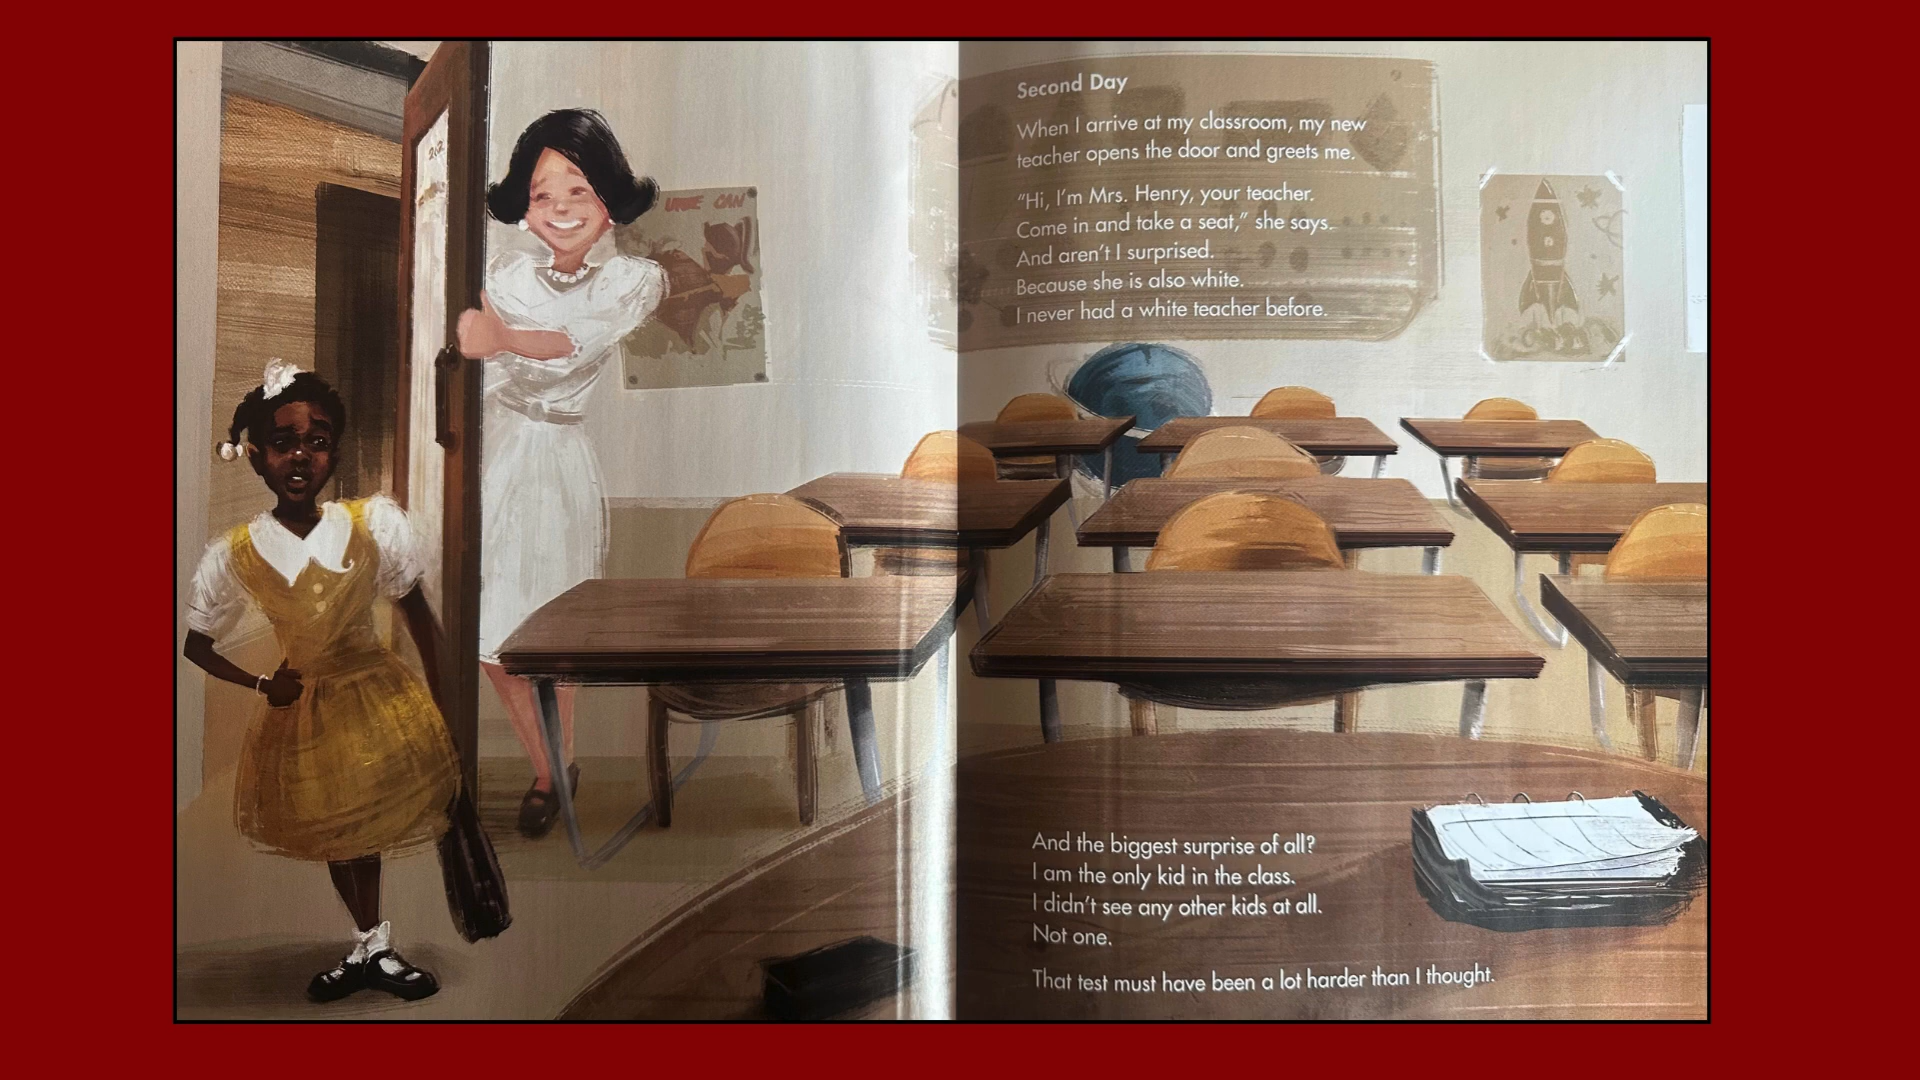 202
URSE CAN
Second Day
When I arrive at my classroom, my new
teacher opens the door and greets me.
“Hi, I’m Mrs. Henry, your teacher.
Come in and take a seat,” she says.
And aren’t I surprised.
Because she is also white.
I never had a white teacher before.
And the biggest surprise of all?
I am the only kid in the class.
I didn’t see any other kids at all.
Not one.
That test must have been a lot harder than I thought.